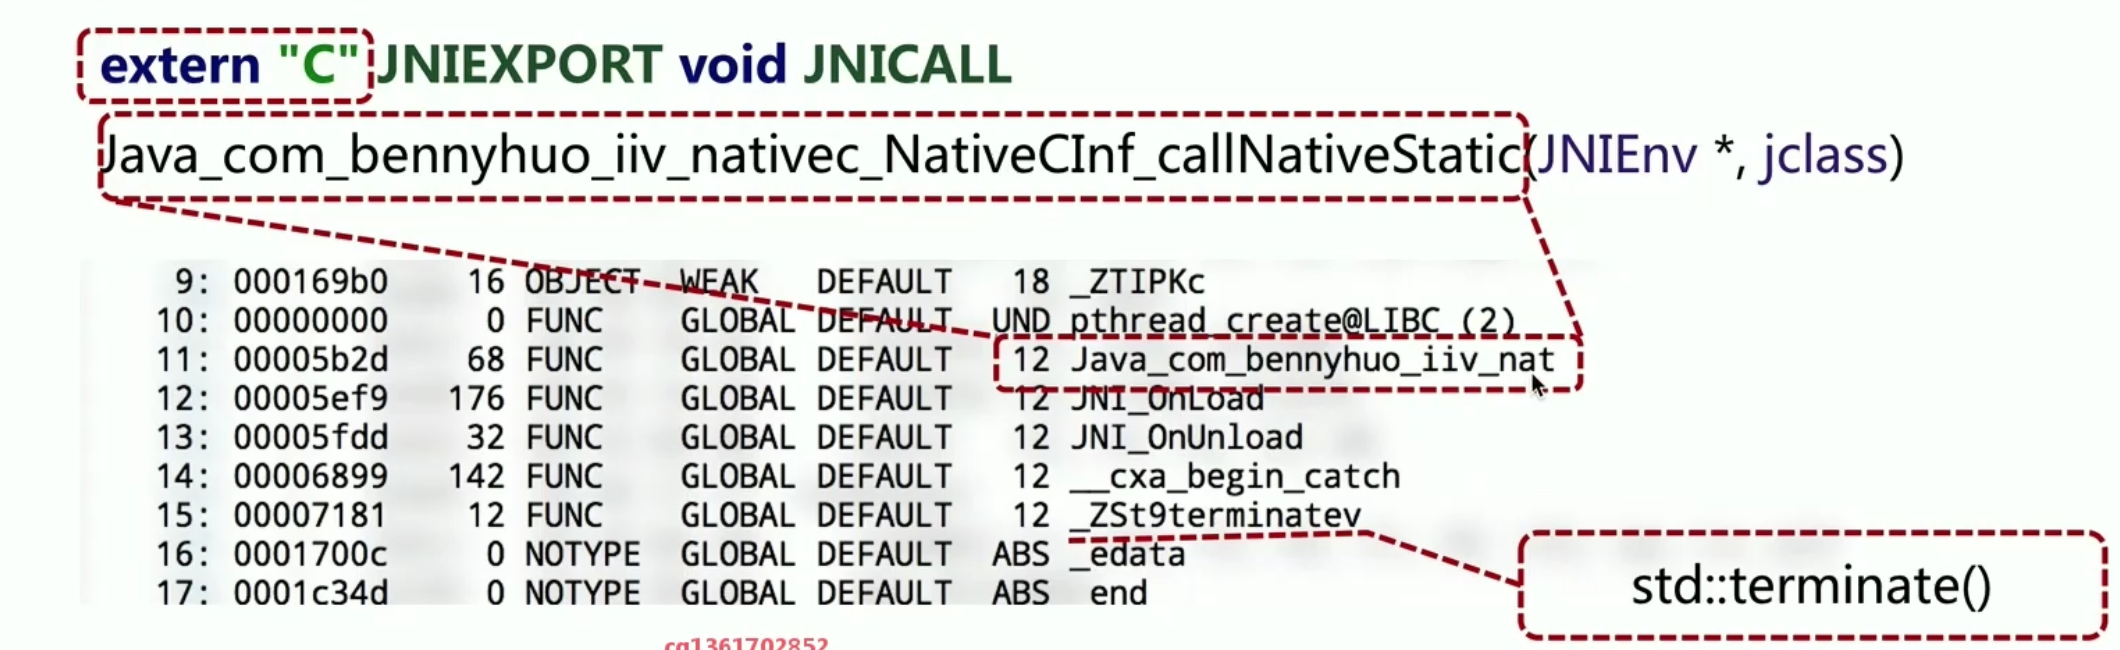 extern "C" JNIEXPORT void JNICALL
Java_com_bennyhuo_iiv_nativec_NativeCInf_callNativeStatic(JNIEnv *, jclass)
9: 000169b0 16 OBJECT WEAK DEFAULT 18 _ZTIPKc
10: 00000000 0 FUNC GLOBAL DEFAULT UND pthread_create@LIBC (2)
11: 00005b2d 68 FUNC GLOBAL DEFAULT 12 Java_com_bennyhuo_iiv_nat
12: 00005ef9 176 FUNC GLOBAL DEFAULT 12 JNI_OnLoad
13: 00005fdd 32 FUNC GLOBAL DEFAULT 12 JNI_OnUnload
14: 00006899 142 FUNC GLOBAL DEFAULT 12 __cxa_begin_catch
15: 00007181 12 FUNC GLOBAL DEFAULT 12 _ZSt9terminatev
16: 0001700c 0 NOTYPE GLOBAL DEFAULT ABS _edata
17: 0001c34d 0 NOTYPE GLOBAL DEFAULT ABS _end
std::terminate()
cg1361702852